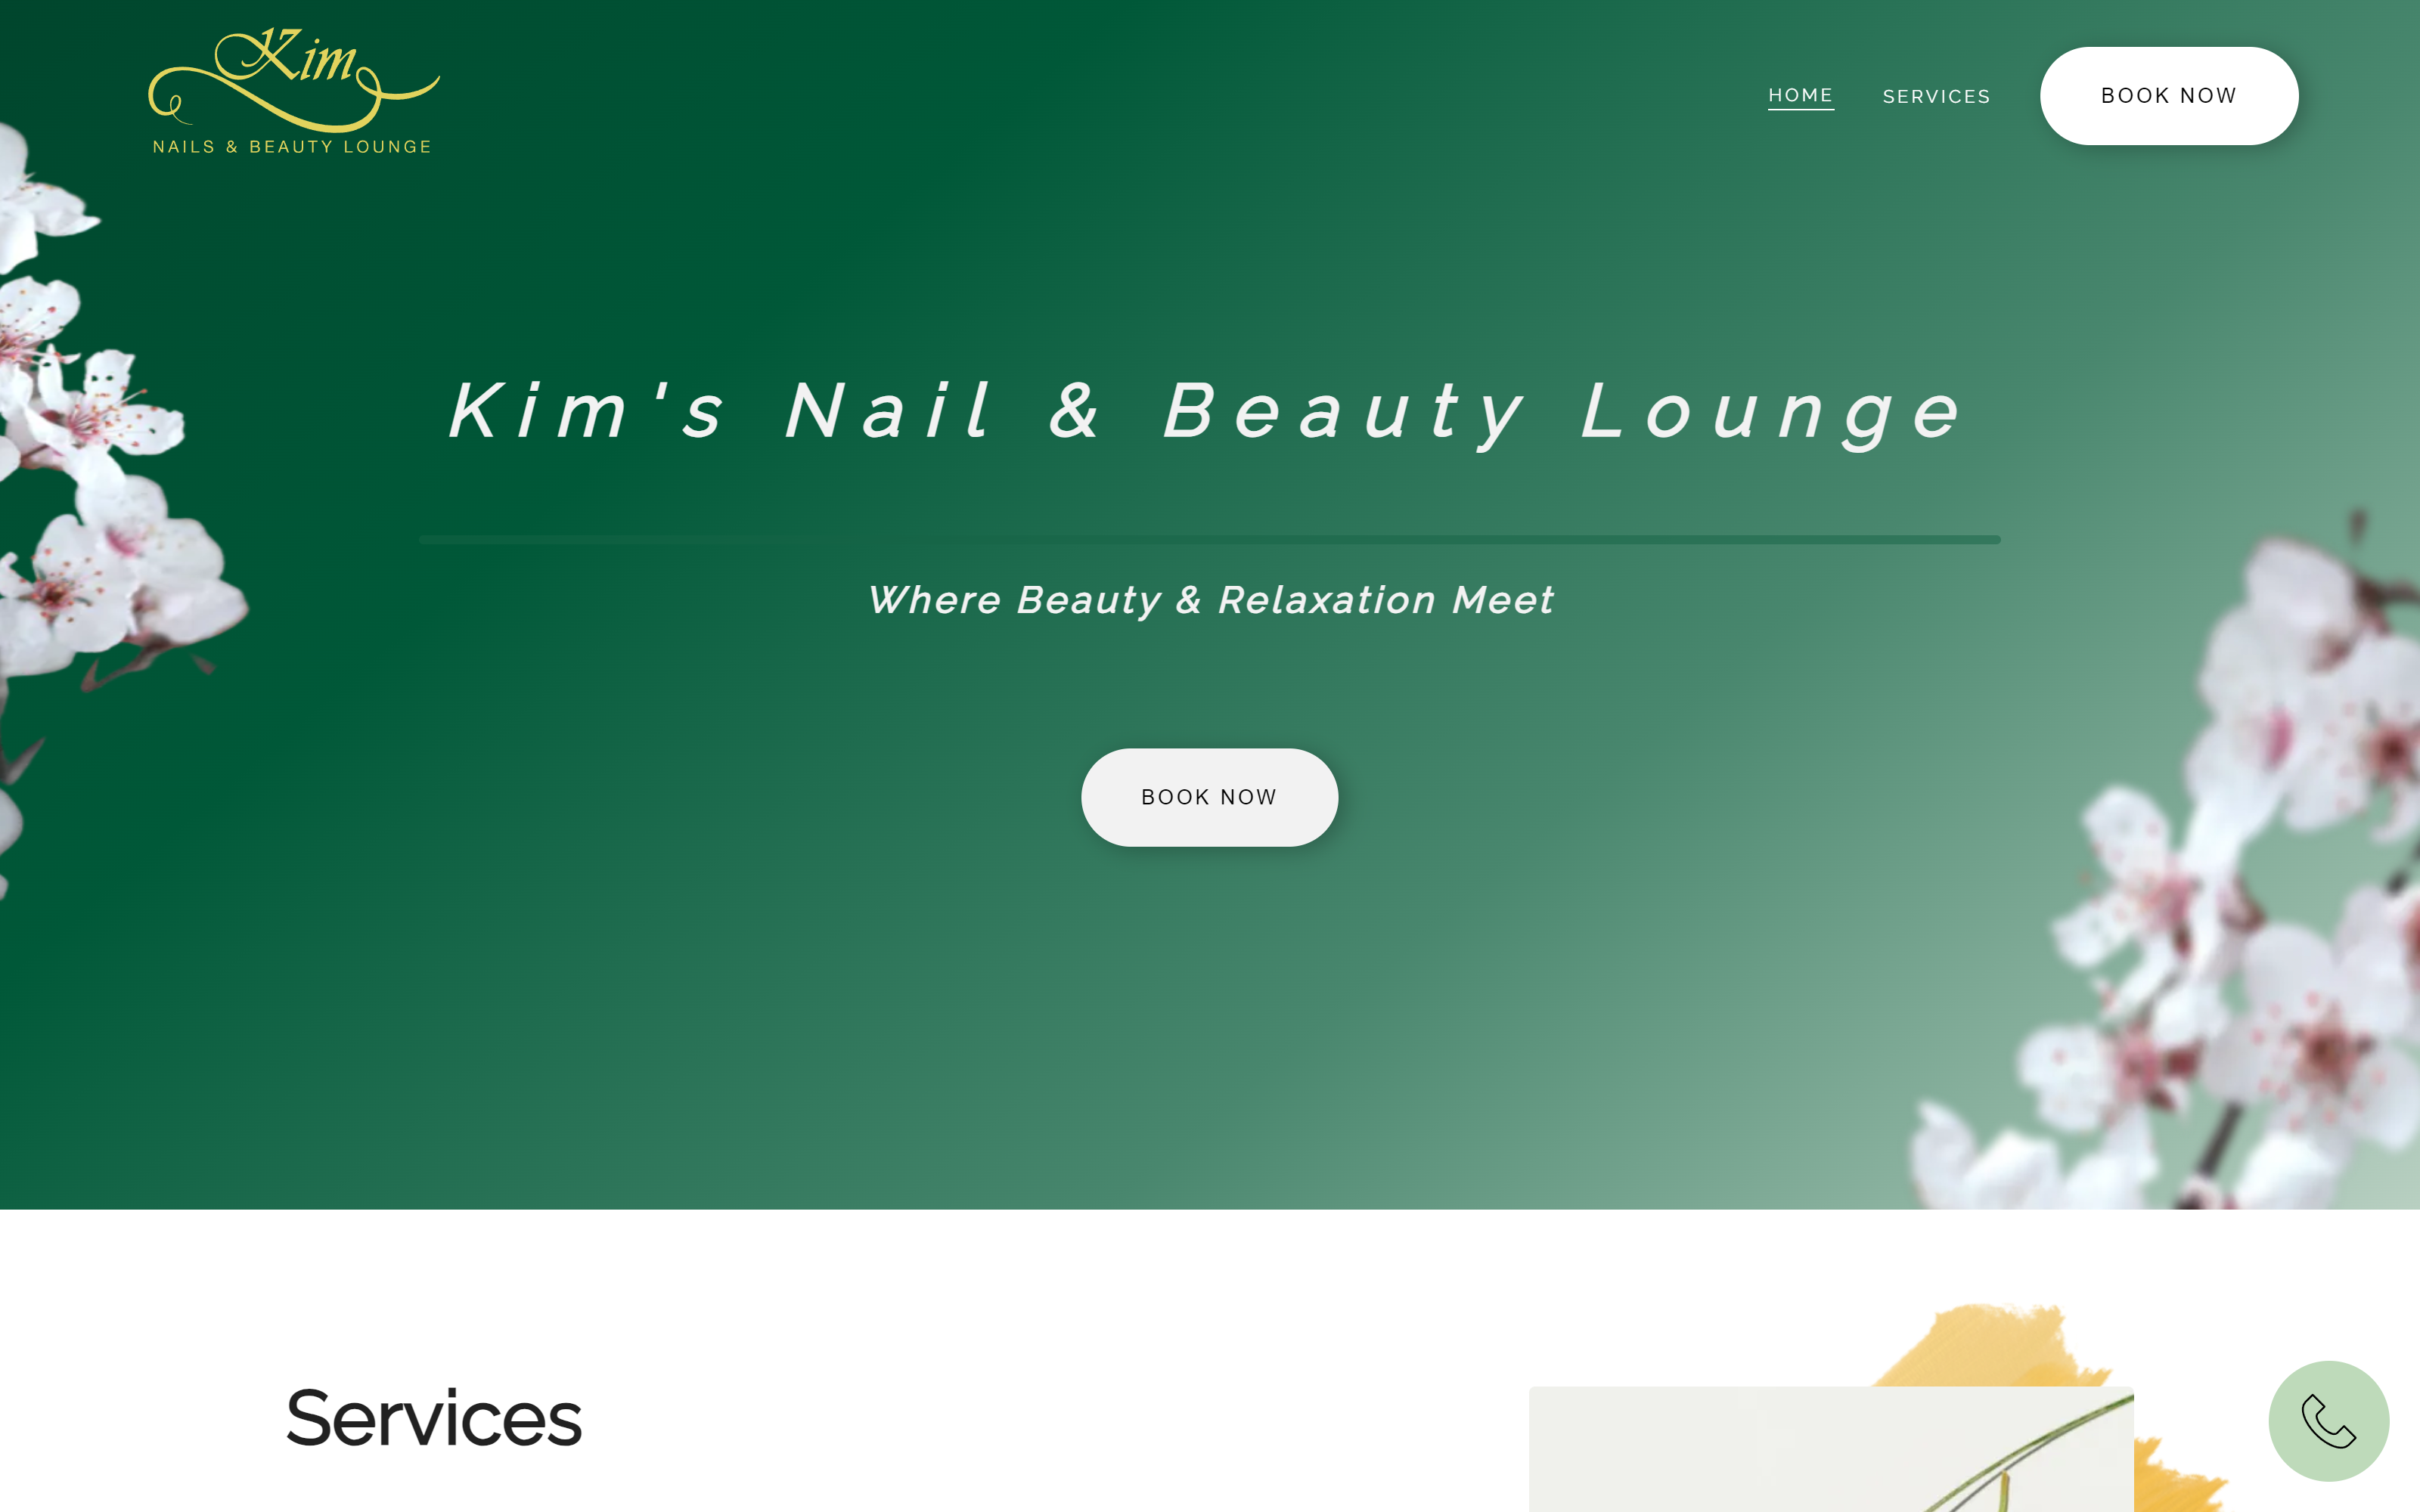 Kim
NAILS & BEAUTY LOUNGE
HOME
SERVICES
BOOK NOW
Kim's Nail & Beauty Lounge
Where Beauty & Relaxation Meet
BOOK NOW
Services